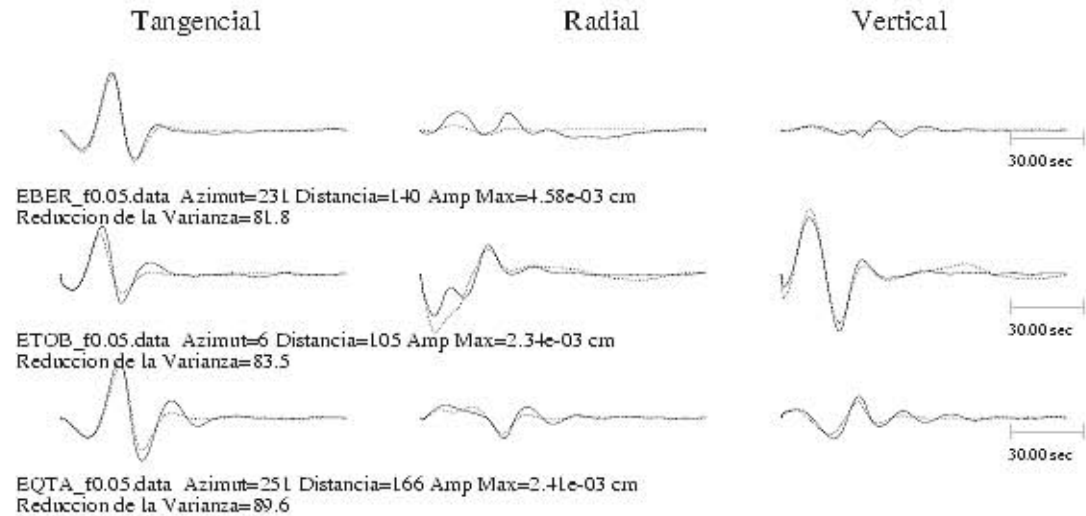 Tangencial Radial Vertical
30.00 sec
EBER_f0.05.data Azimut=231 Distancia=140 Amp Max=4.58e-03 cm
Reduccion de la Varianza=81.8
30.00 sec
ETOB_f0.05.data Azimut=6 Distancia=105 Amp Max=2.34e-03 cm
Reduccion de la Varianza=83.5
30.00 sec
EQTA_f0.05.data Azimut=251 Distancia=166 Amp Max=2.41e-03 cm
Reduccion de la Varianza=89.6